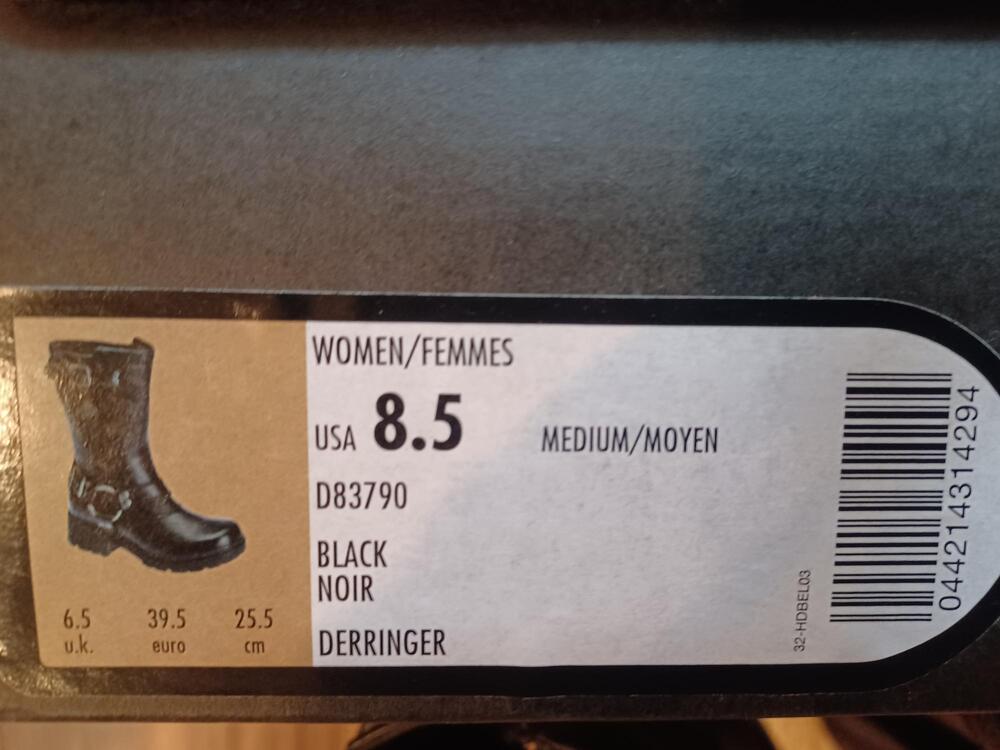 WOMEN/FEMMES
USA 8.5 MEDIUM/MOYEN
D83790
BLACK
NOIR
DERRINGER
6.5 39.5 25.5
u.k. euro cm
32-HDBEL03
044214314294